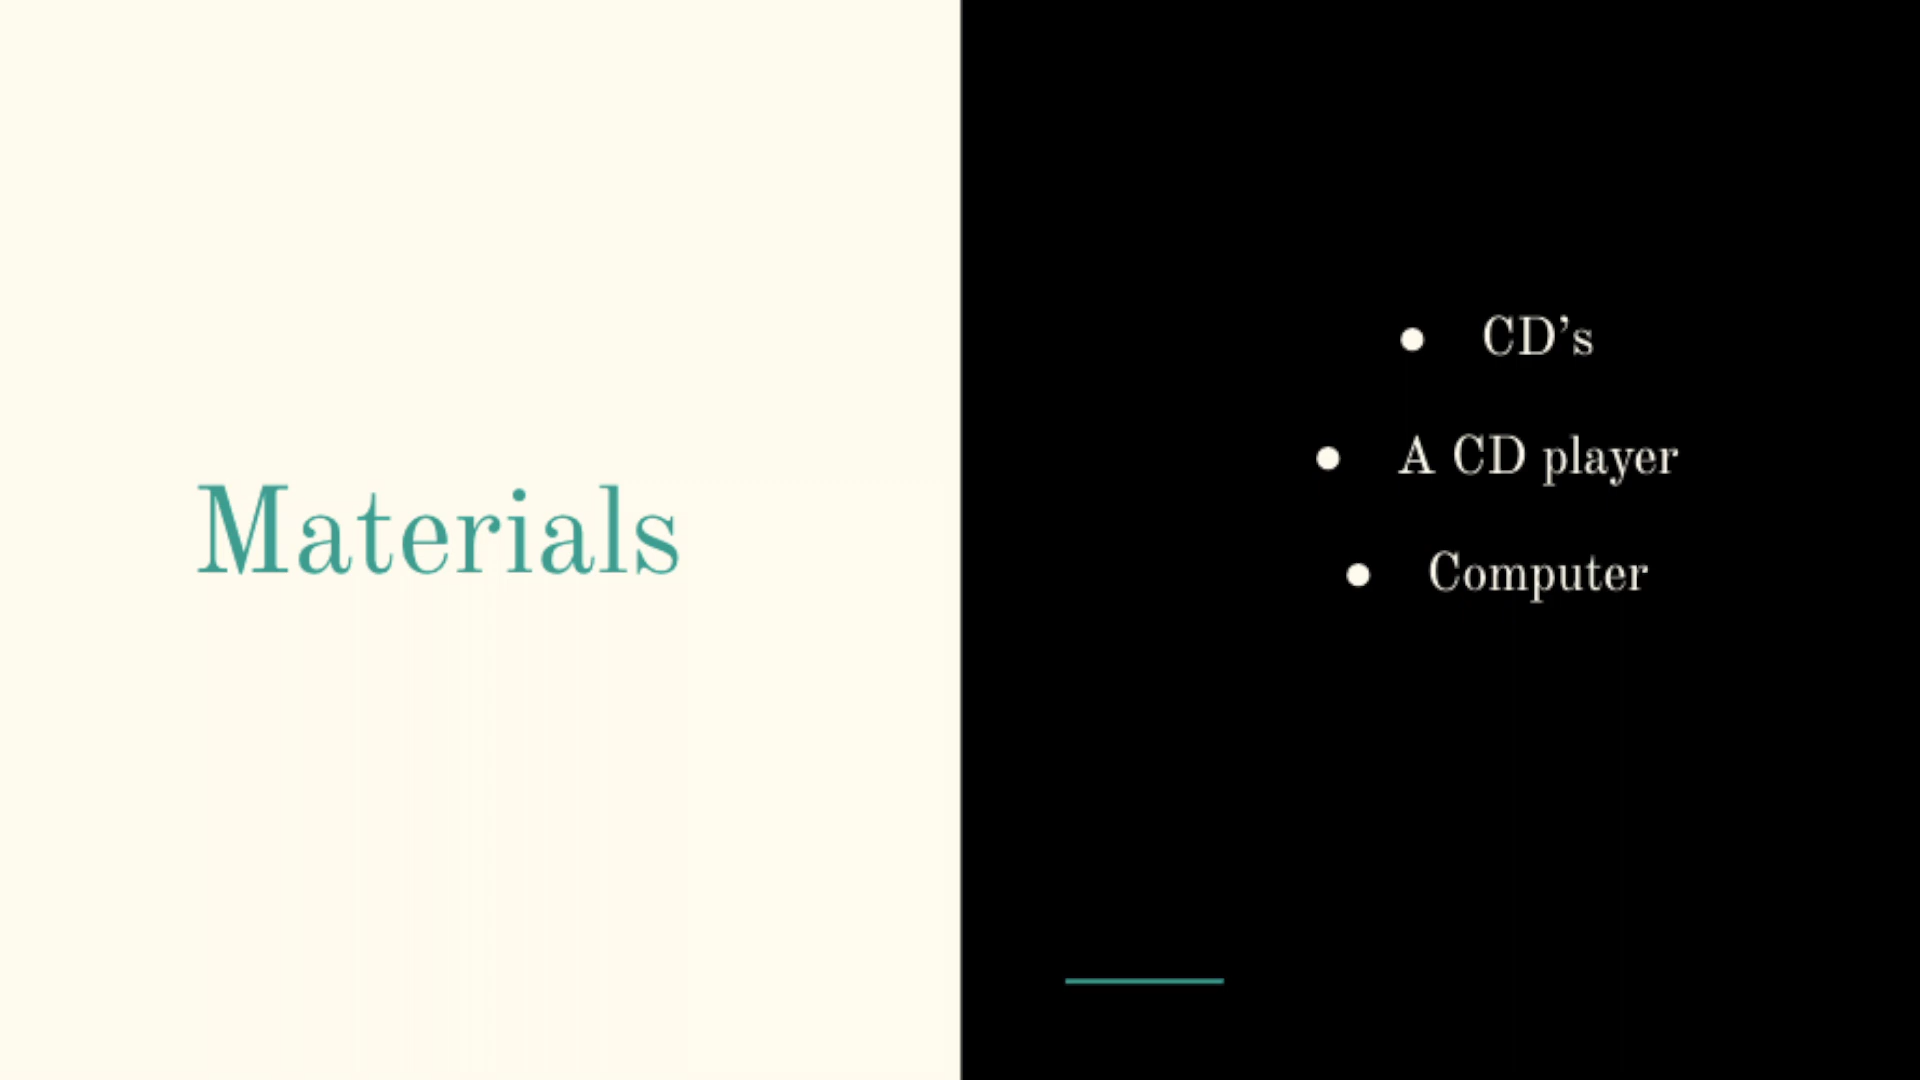 Materials
● CD’s
● A CD player
● Computer